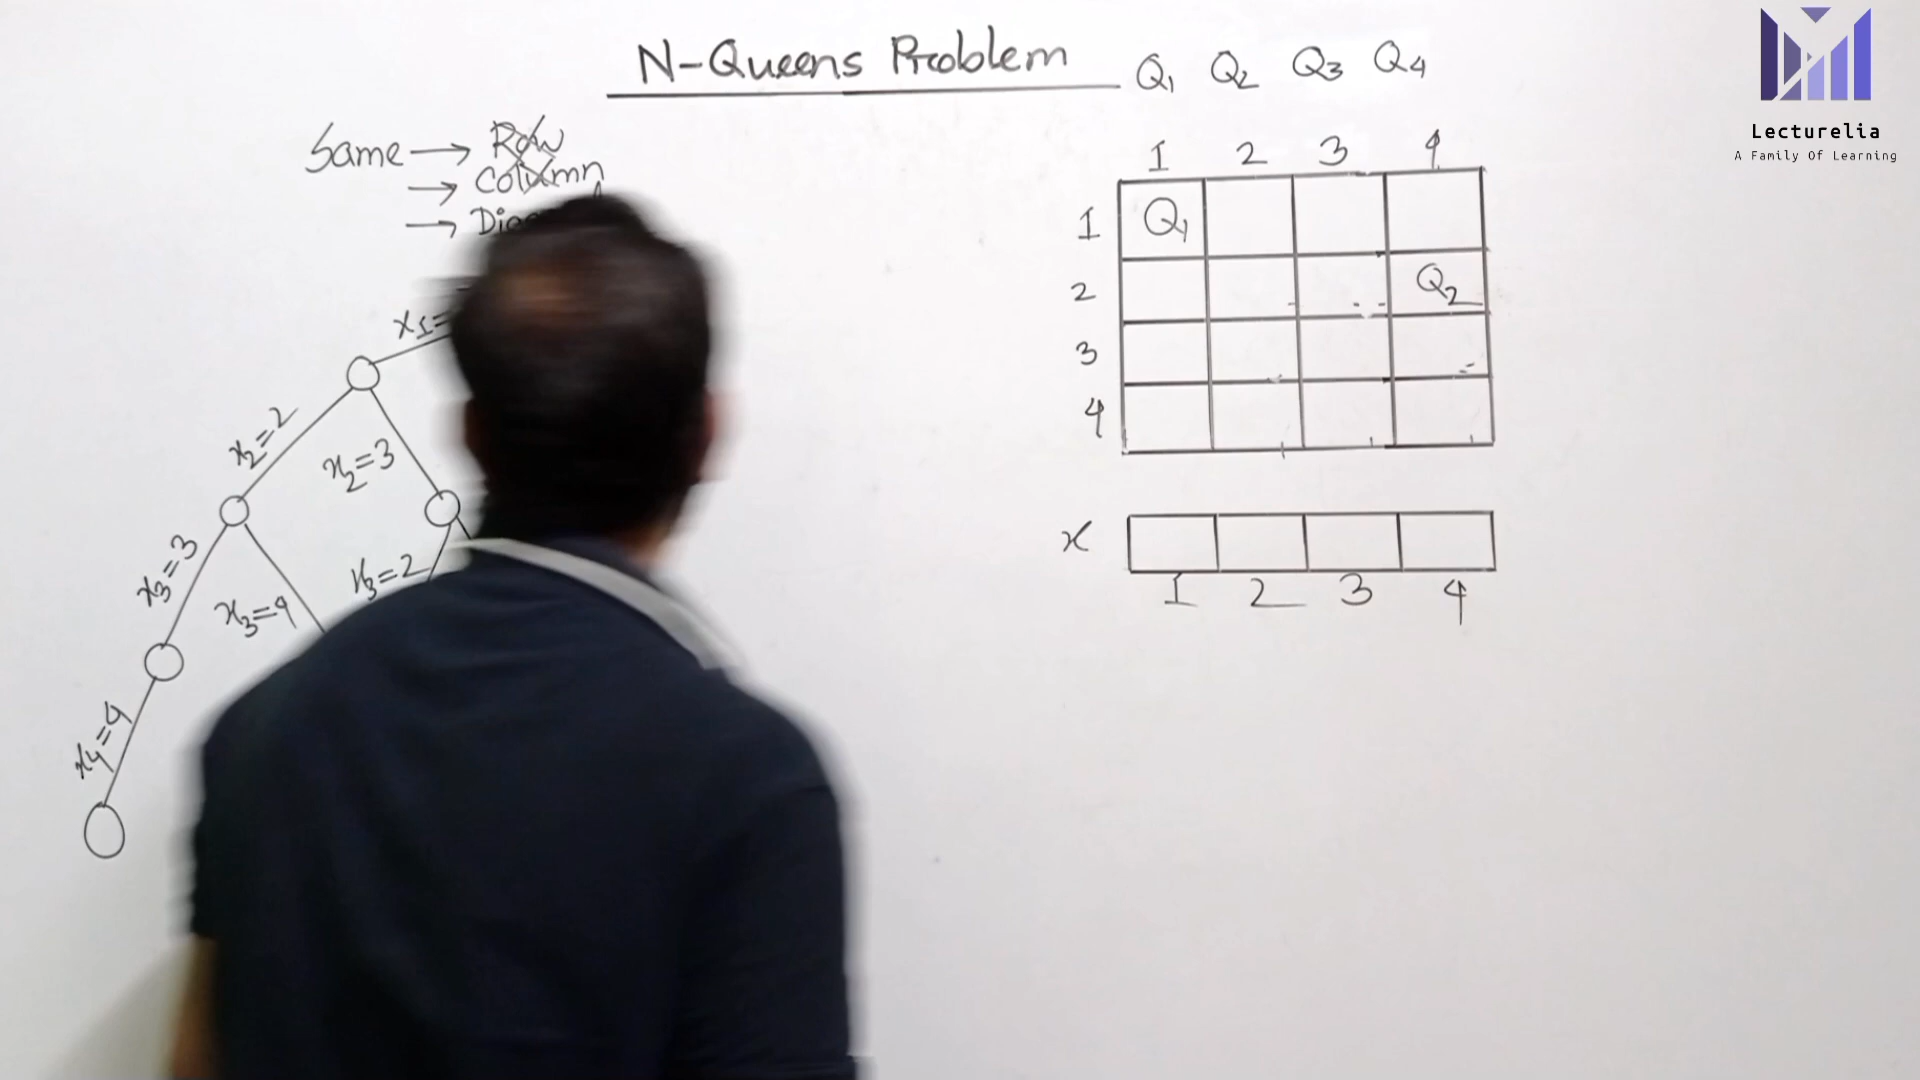 N-Queens Problem Q1 Q2 Q3 Q4
Lecturelia
A Family Of Learning
Same → Row
→ Column
→
x1=
x2=2
x2=3
x3=3
x3=4
x3=2
x4=4
1 2 3 4
1 Q1
2 Q2
3
4
x
1 2 3 4